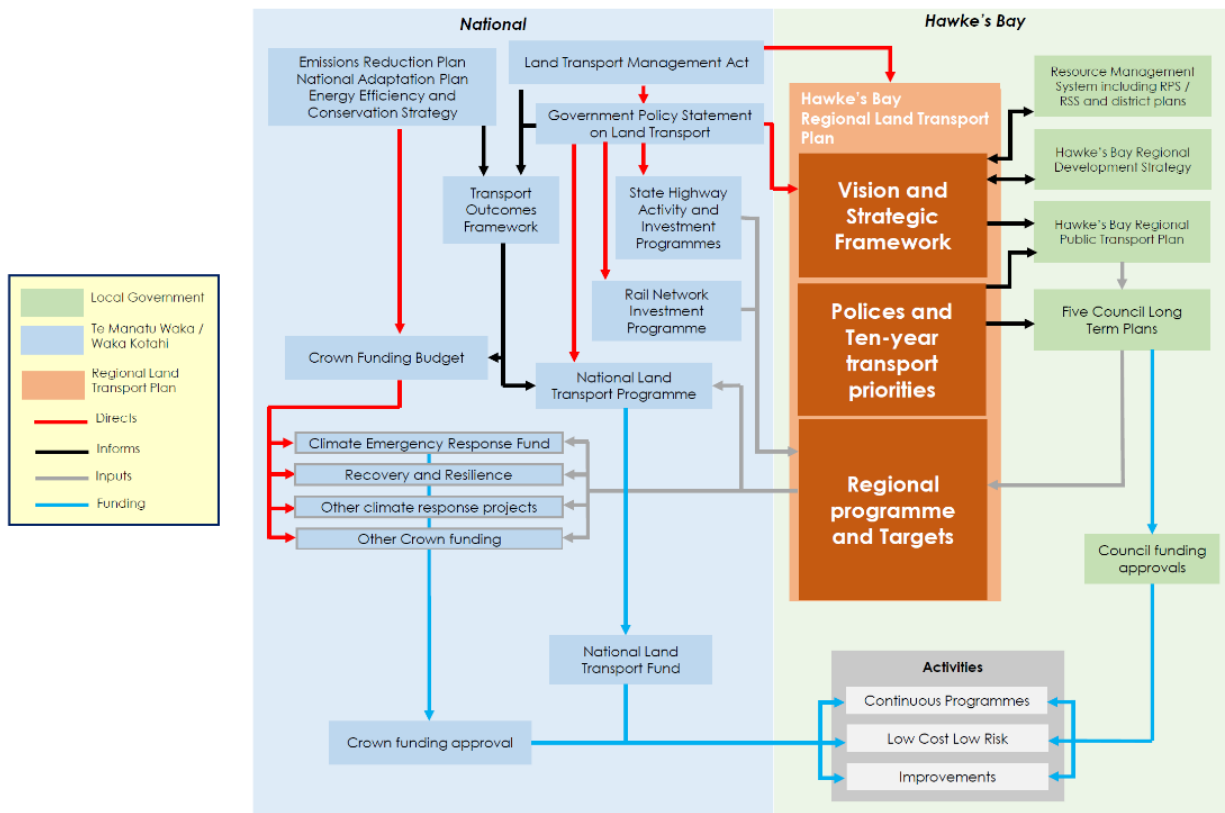 National
Hawke's Bay
Emissions Reduction Plan
National Adaptation Plan
Energy Efficiency and
Conservation Strategy
Land Transport Management Act
Government Policy Statement
on Land Transport
Transport
Outcomes
Framework
State Highway
Activity and
Investment
Programmes
Rail Network
Investment
Programme
Crown Funding Budget
National Land
Transport Programme
Climate Emergency Response Fund
Recovery and Resilience
Other climate response projects
Other Crown funding
National Land
Transport Fund
Crown funding approval
Hawke's Bay
Regional Land Transport
Plan
Vision and
Strategic
Framework
Polices and
Ten-year
transport
priorities
Regional
programme
and Targets
Resource Management
System including RPS /
RSS and district plans
Hawke's Bay Regional
Development Strategy
Hawke's Bay Regional
Public Transport Plan
Five Council Long
Term Plans
Council funding
approvals
Activities
Continuous Programmes
Low Cost Low Risk
Improvements
Local Government
Te Manatu Waka /
Waka Kotahi
Regional Land
Transport Plan
Directs
Informs
Inputs
Funding